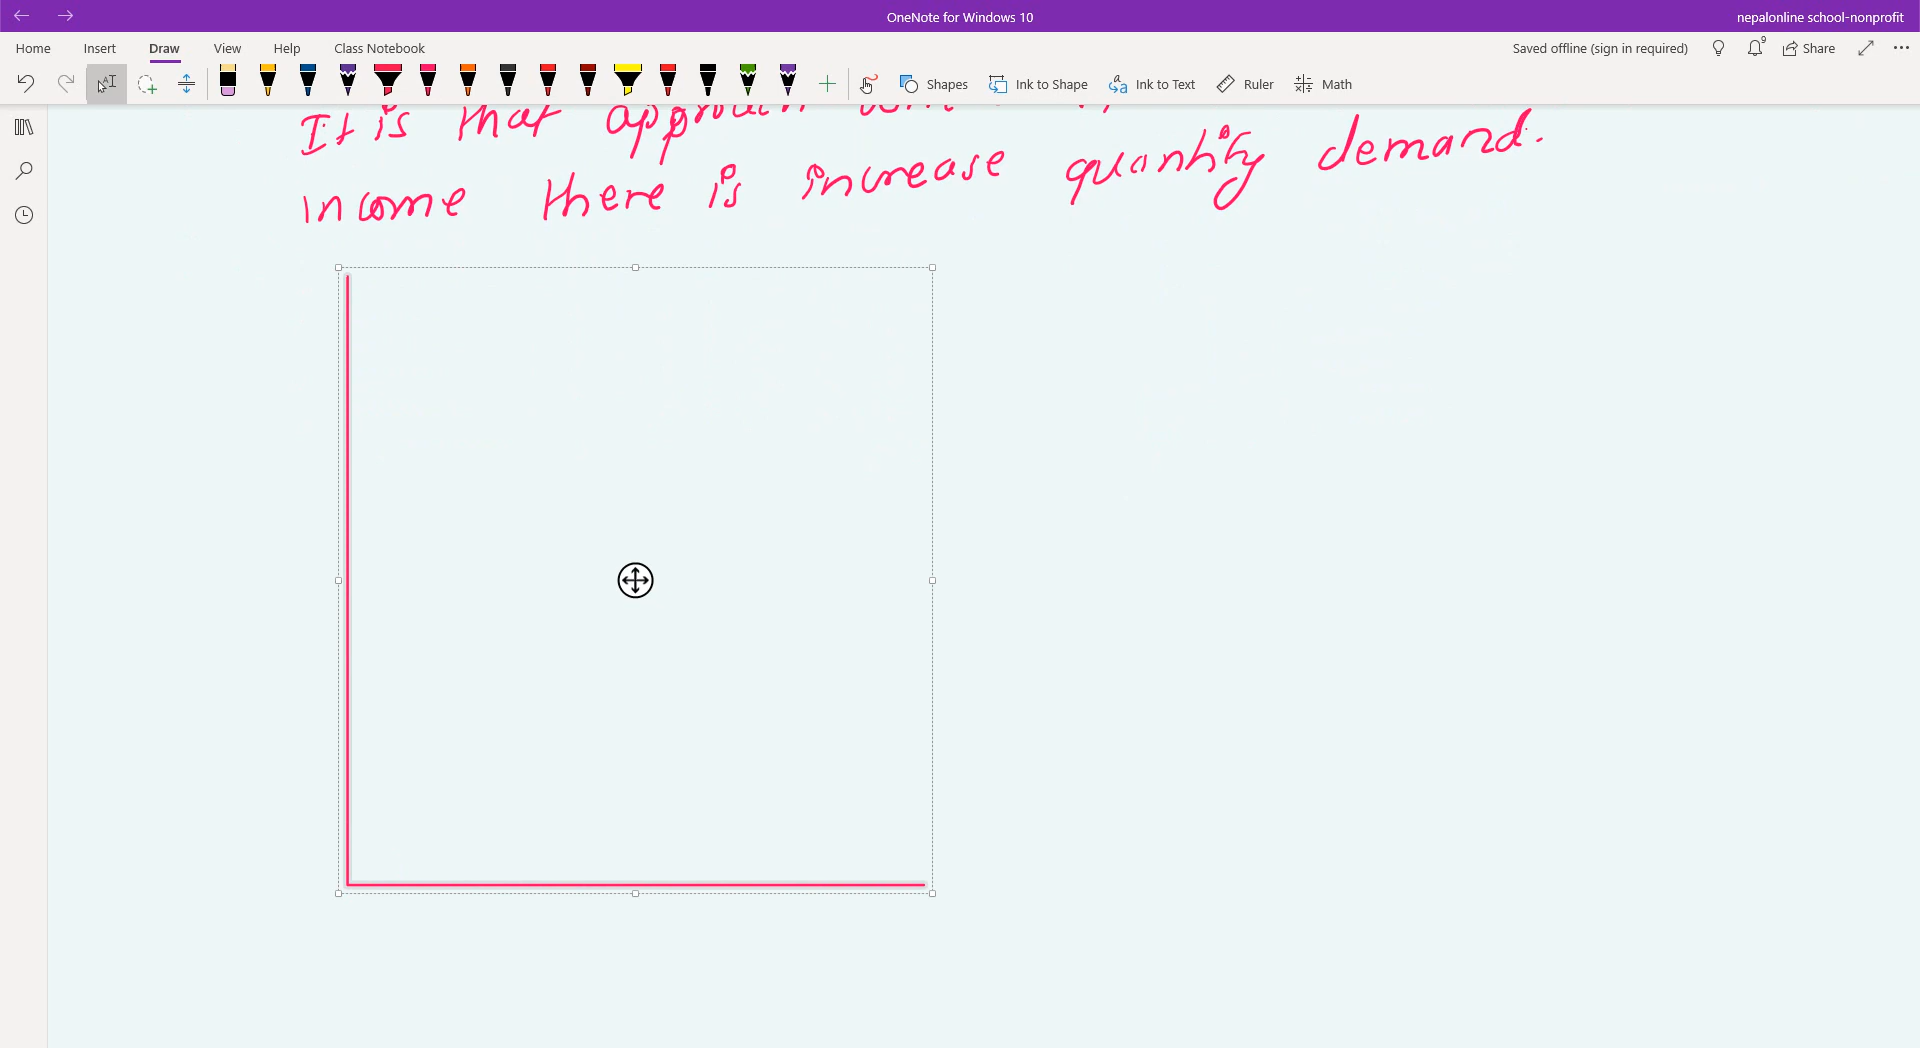 OneNote for Windows 10
nepalonline school-nonprofit
Home Insert Draw View Help Class Notebook
Saved offline (sign in required)
9
Share
Shapes Ink to Shape Ink to Text Ruler Math
It is that approach
income there is increase quantity demand.